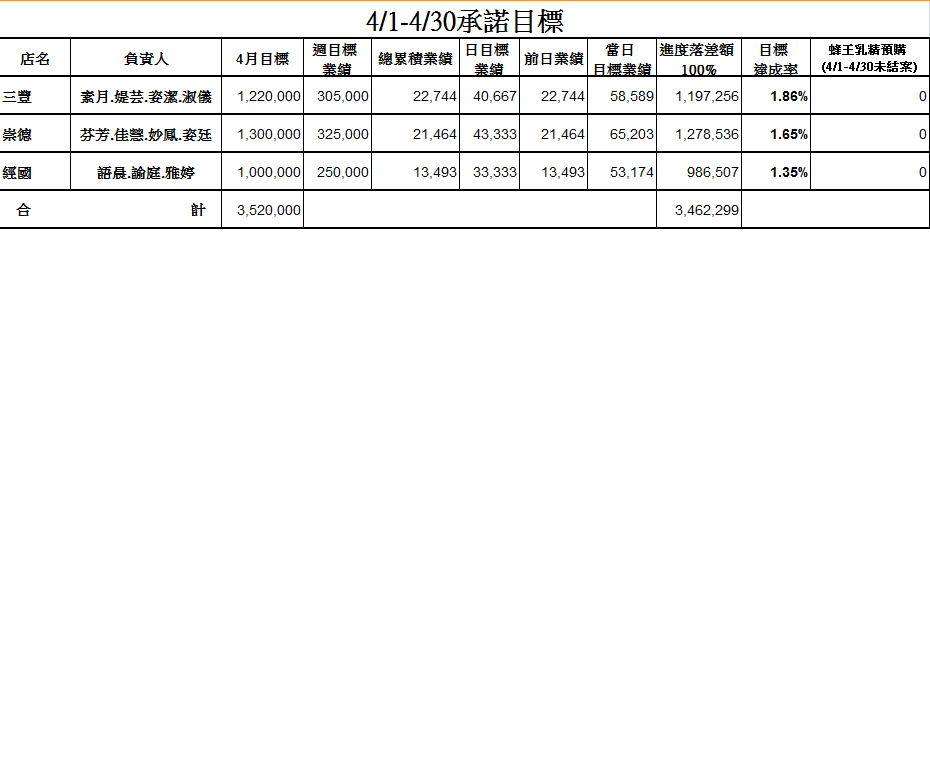 4/1-4/30承諾目標
店名 負責人 4月目標 週目標業績 總累積業績 日目標業績 前日業績 當日目標業績 進度落差額100% 目標達成率 蜂王乳精預購(4/1-4/30未結案)
三豐 素月.媞芸.姿潔.淑儀 1,220,000 305,000 22,744 40,667 22,744 58,589 1,197,256 1.86% 0
崇德 芬芳.佳慧.妙鳳.姿廷 1,300,000 325,000 21,464 43,333 21,464 65,203 1,278,536 1.65% 0
經國 語晨.諭庭.雅婷 1,000,000 250,000 13,493 33,333 13,493 53,174 986,507 1.35% 0
合計 3,520,000 3,462,299